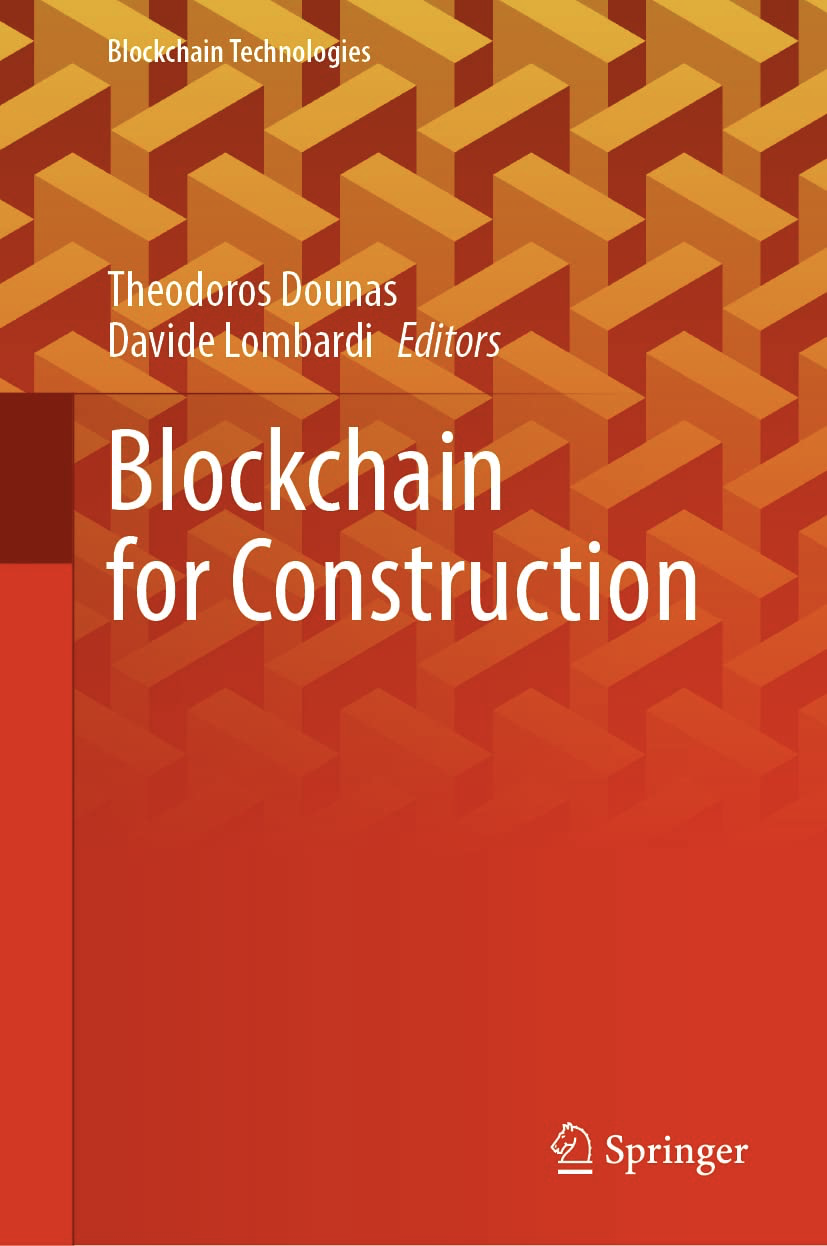 Blockchain Technologies
Theodoros Dounas
Davide Lombardi Editors
Blockchain
for Construction
Springer